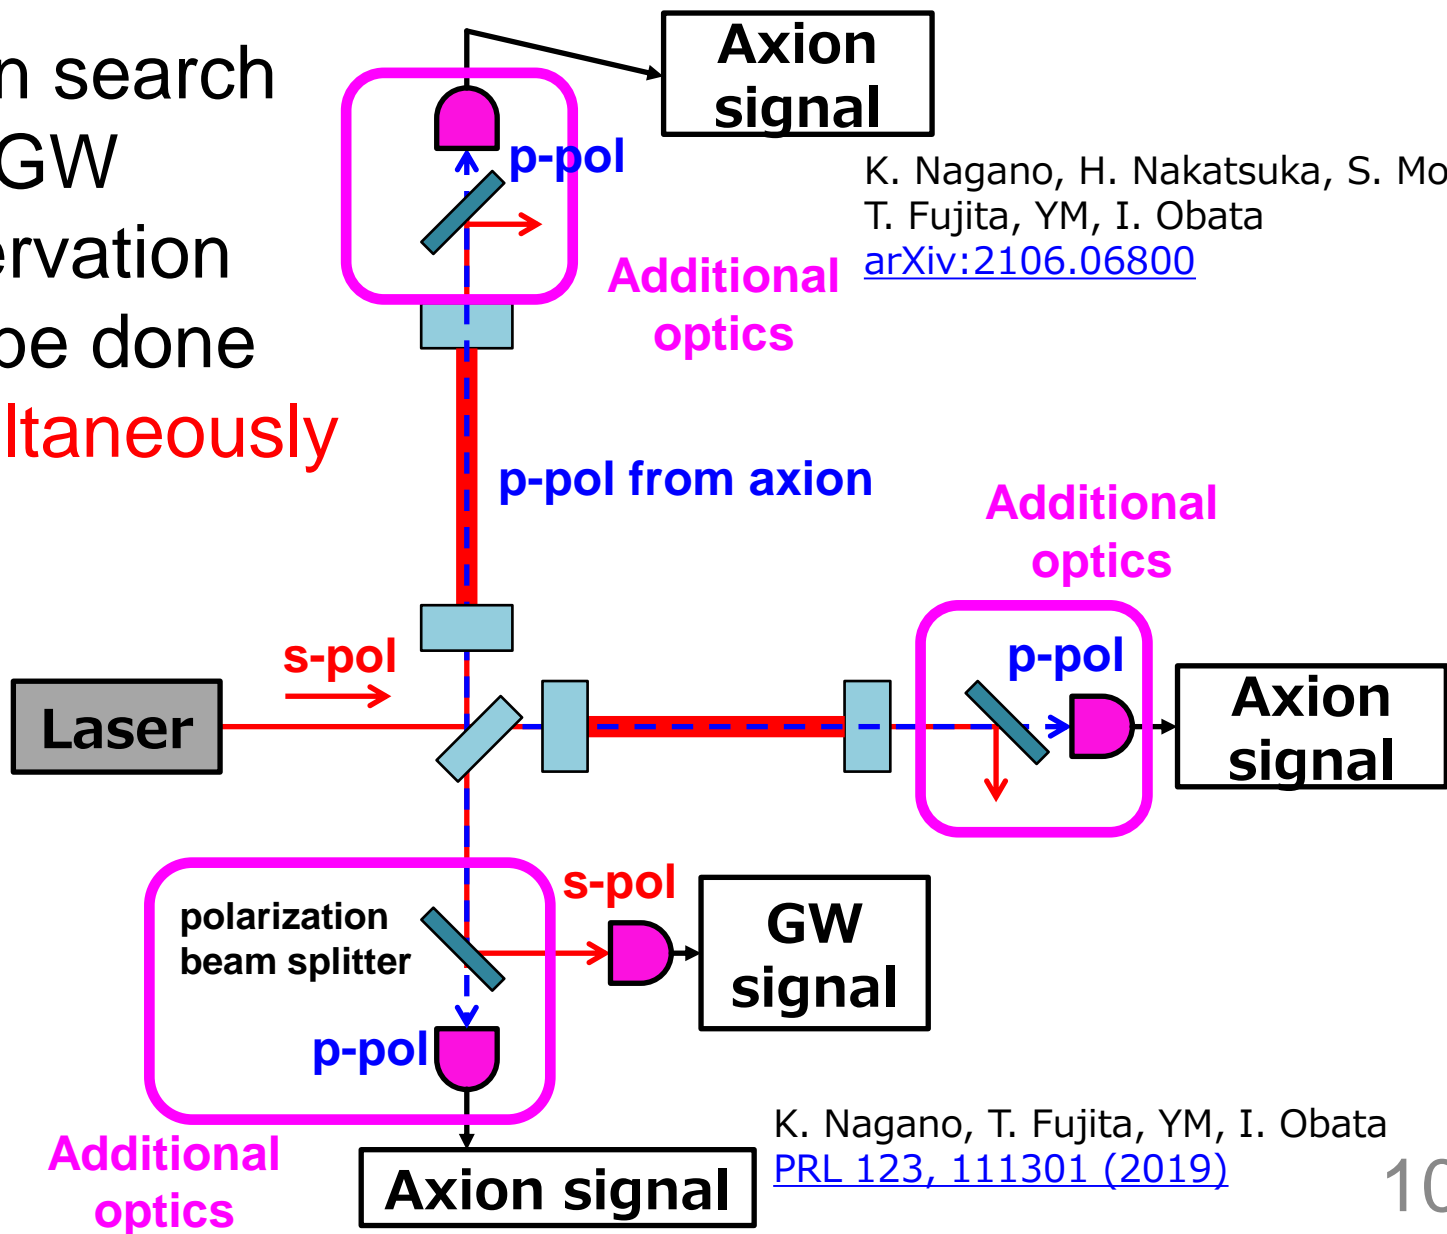 n search
GW
ervation
be done
ltaneously
Axion
signal
p-pol
K. Nagano, H. Nakatsuka, S. Mo
T. Fujita, YM, I. Obata
arXiv:2106.06800
Additional
optics
p-pol from axion
Additional
optics
s-pol
p-pol
Laser
Axion
signal
polarization
beam splitter
s-pol
GW
signal
p-pol
Additional
optics
Axion signal
K. Nagano, T. Fujita, YM, I. Obata
PRL 123, 111301 (2019)
10